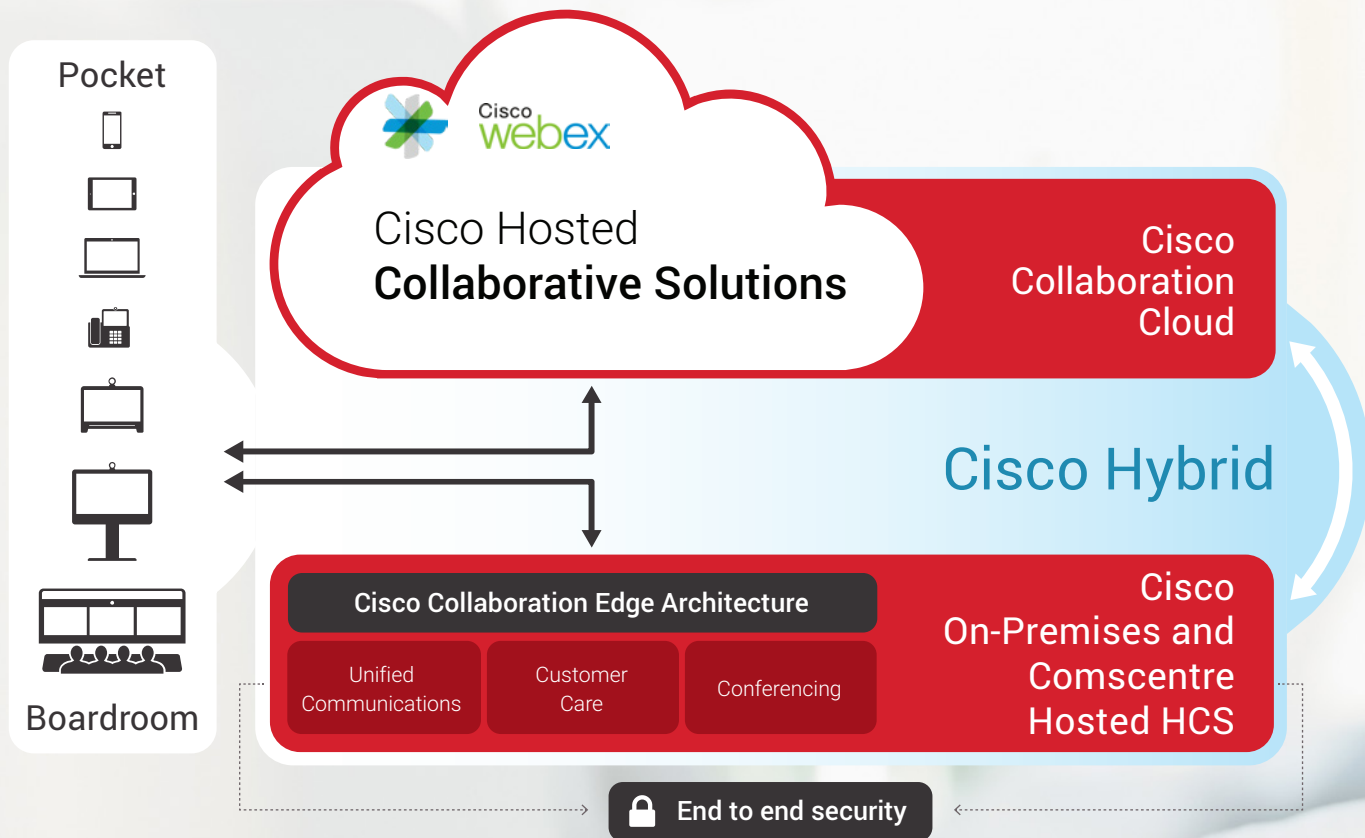 Pocket
Boardroom
Cisco
webex
Cisco Hosted
Collaborative Solutions
Cisco
Collaboration
Cloud
Cisco Hybrid
Cisco Collaboration Edge Architecture
Unified
Communications
Customer
Care
Conferencing
Cisco
On-Premises and
Comscentre
Hosted HCS
End to end security